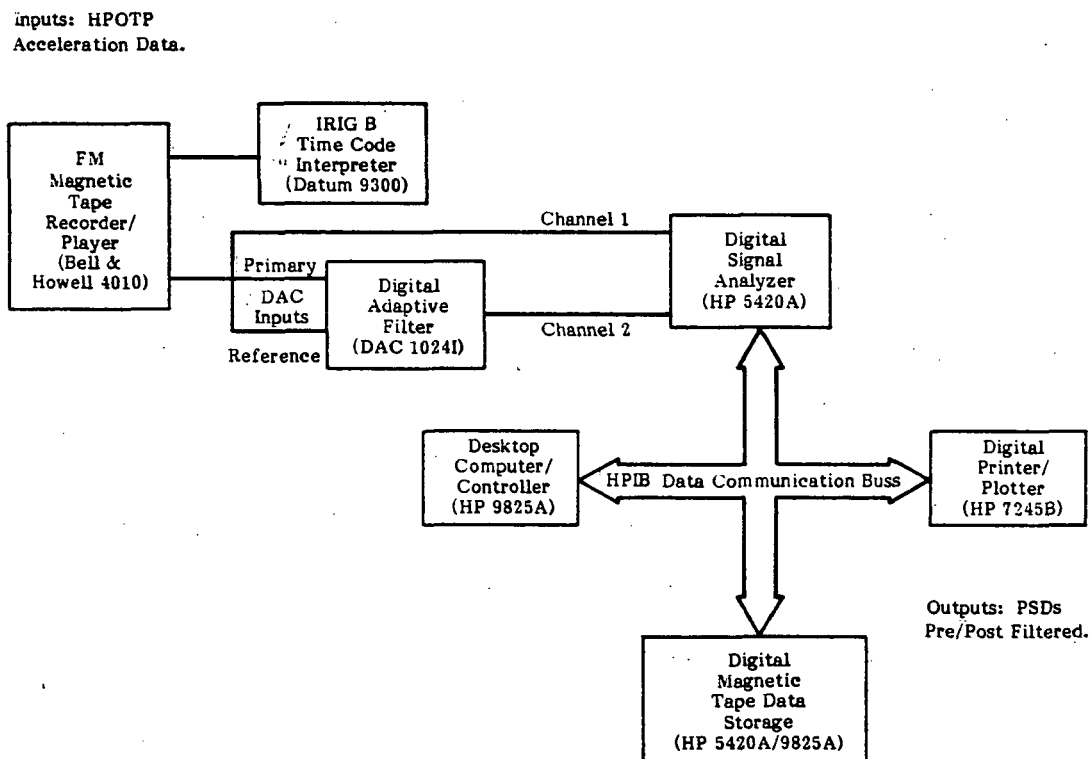 inputs: HPOTP
Acceleration Data.
FM
Magnetic
Tape
Recorder/
Player
(Bell &
Howell 4010)
IRIG B
Time Code
Interpreter
(Datum 9300)
Channel 1
Primary
DAC
Inputs
Reference
Digital
Adaptive
Filter
(DAC 1024I)
Channel 2
Digital
Signal
Analyzer
(HP 5420A)
Desktop
Computer/
Controller
(HP 9825A)
HPIB Data Communication Buss
Digital
Printer/
Plotter
(HP 7245B)
Outputs: PSDs
Pre/Post Filtered.
Digital
Magnetic
Tape Data
Storage
(HP 5420A/9825A)